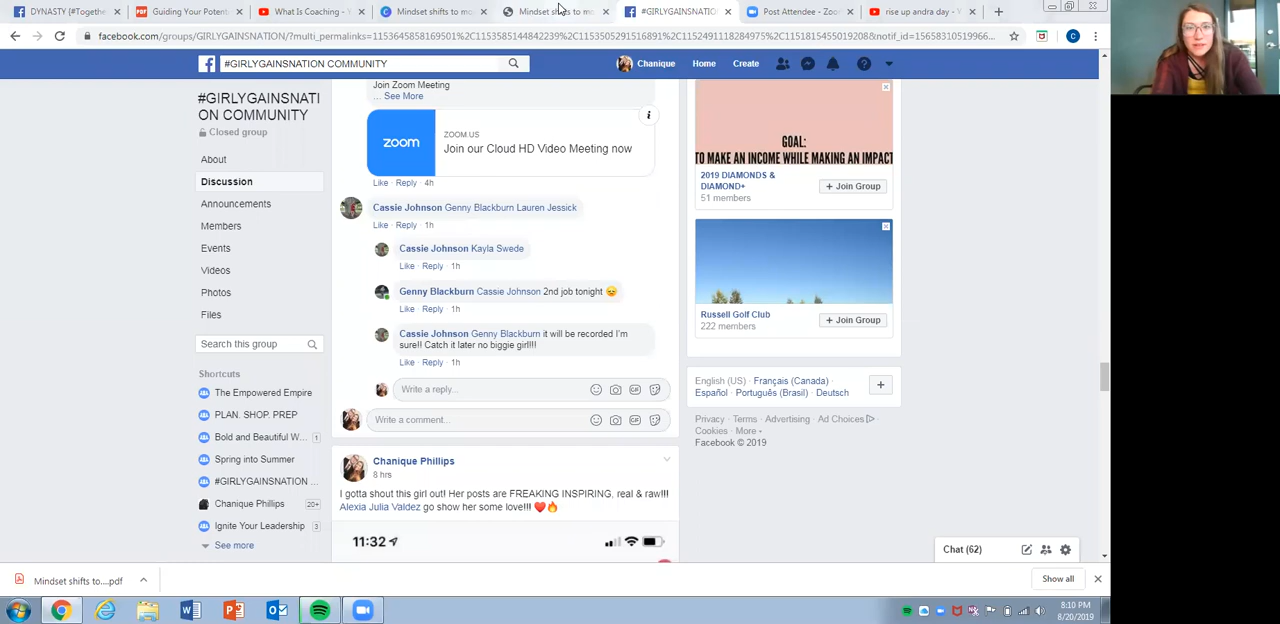 DYNASTY {#Togethe
Guiding Your Potent
What Is Coaching - Y
Mindset shifts to mo
Mindset shifts to mo
#GIRLYGAINSNATIO
Post Attendee - Zoom
rise up andra day - Y
facebook.com/groups/GIRLYGAINSNATION/?multi_permalinks=
#GIRLYGAINSNATION COMMUNITY
Chanique
Home
Create
#GIRLYGAINSNATI
ON COMMUNITY
Closed group
About
Discussion
Announcements
Members
Events
Videos
Photos
Files
Search this group
Shortcuts
The Empowered Empire
PLAN. SHOP. PREP
Bold and Beautiful W... 1
Spring into Summer
#GIRLYGAINSNATION ...
Chanique Phillips 20+
Ignite Your Leadership 3
See more
Join Zoom Meeting
... See More
zoom
ZOOM.US
Join our Cloud HD Video Meeting now
Like · Reply · 4h
Cassie Johnson Genny Blackburn Lauren Jessick
Like · Reply · 1h
Cassie Johnson Kayla Swede
Like · Reply · 1h
Genny Blackburn Cassie Johnson 2nd job tonight 😑
Like · Reply · 1h
Cassie Johnson Genny Blackburn it will be recorded I'm
sure!! Catch it later no biggie girl!!!!
Like · Reply · 1h
Write a reply...
Write a comment...
Chanique Phillips
8 hrs
I gotta shout this girl out! Her posts are FREAKING INSPIRING, real & raw!!!
Alexia Julia Valdez go show her some love!!! ❤️🔥
11:32
GOAL:
TO MAKE AN INCOME WHILE MAKING AN IMPACT
2019 DIAMONDS &
DIAMOND+
51 members
+ Join Group
Russell Golf Club
222 members
+ Join Group
English (US) · Français (Canada) ·
Español · Português (Brasil) · Deutsch
Privacy · Terms · Advertising · Ad Choices
Cookies · More
Facebook © 2019
Chat (62)
Mindset shifts to....pdf
Show all
8:10 PM
8/20/2019